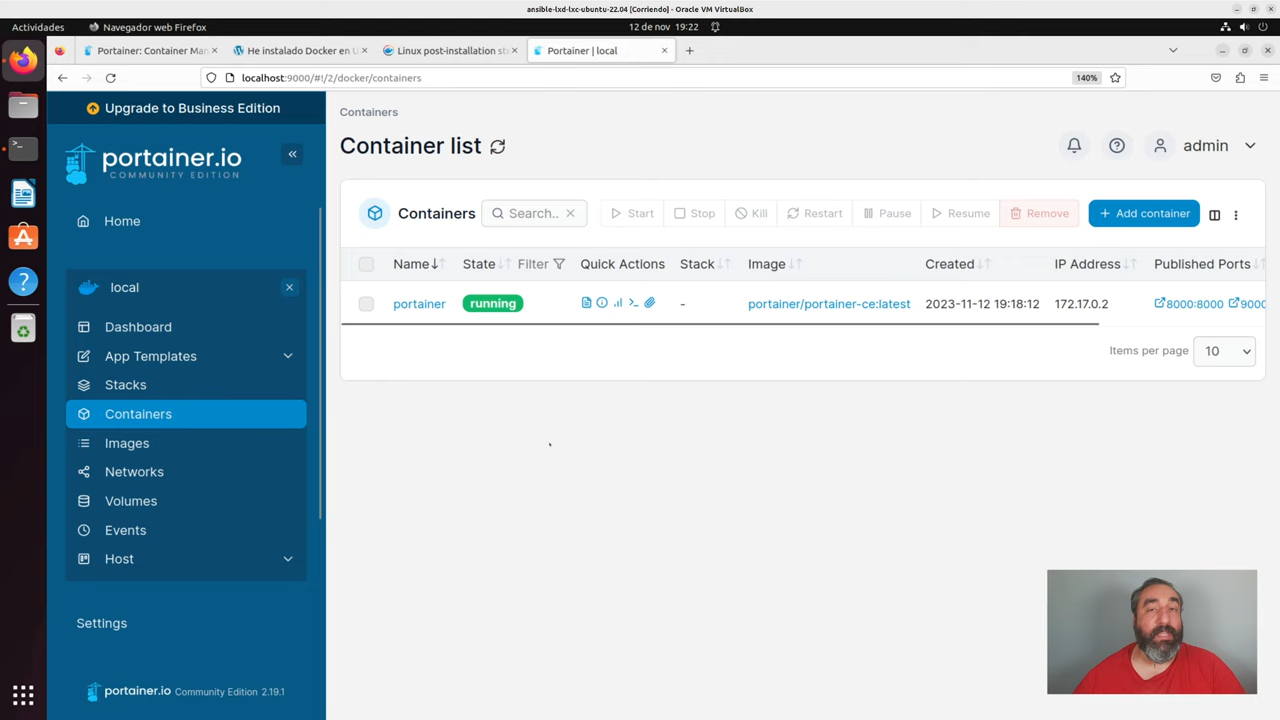 ansible-lxd-lxc-ubuntu-22.04 [Corriendo] - Oracle VM VirtualBox
Actividades Navegador web Firefox 12 de nov 19:22
Portainer: Container Man He instalado Docker en U Linux post-installation st Portainer | local
localhost:9000/#!/2/docker/containers 140%
Upgrade to Business Edition
portainer.io
COMMUNITY EDITION
Home
local
Dashboard
App Templates
Stacks
Containers
Images
Networks
Volumes
Events
Host
Settings
portainer.io Community Edition 2.19.1
Containers
Container list admin
Containers Search.. Start Stop Kill Restart Pause Resume Remove + Add container
Name State Filter Quick Actions Stack Image Created IP Address Published Ports
portainer running - portainer/portainer-ce:latest 2023-11-12 19:18:12 172.17.0.2 8000:8000 9000
Items per page 10